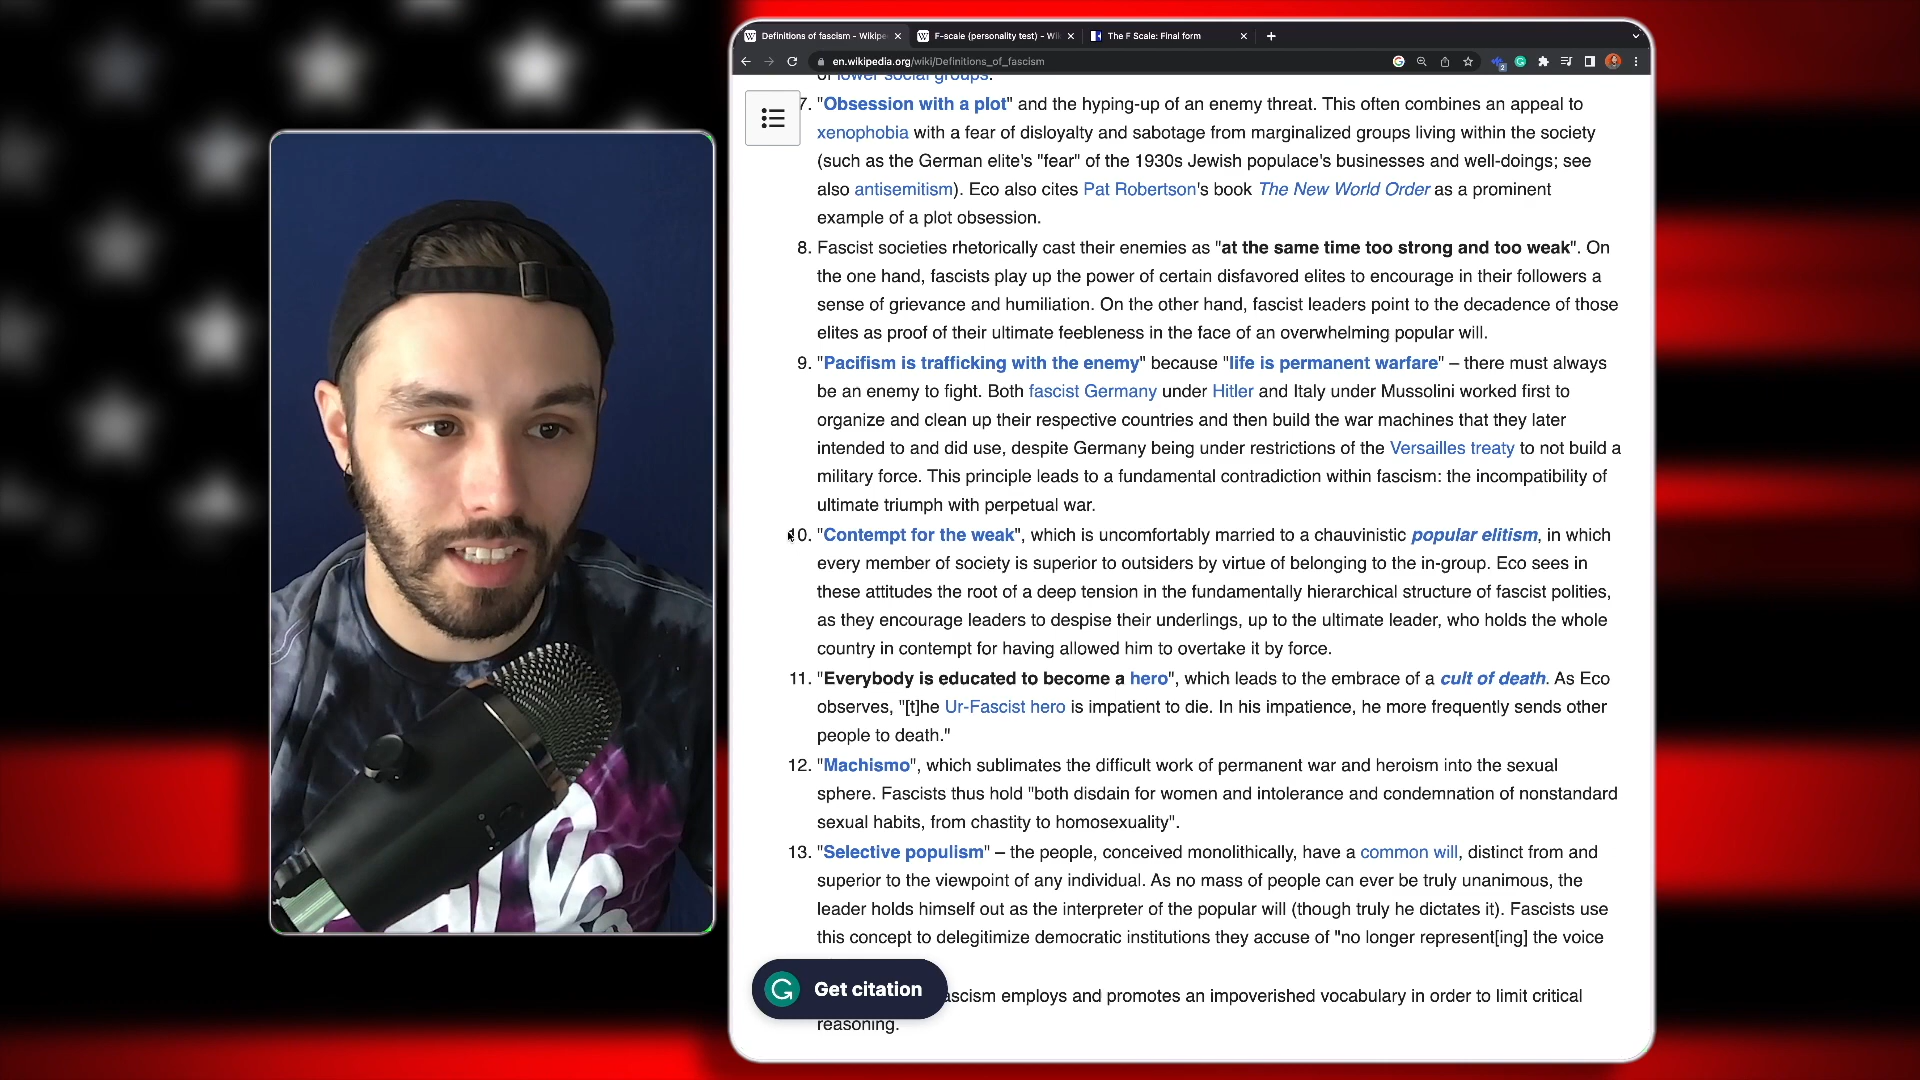 Definitions of fascism - Wikipe
F-scale (personality test) - Wi
The F Scale: Final form
en.wikipedia.org/wiki/Definitions_of_fascism
2
of lower social groups.
7. "Obsession with a plot" and the hyping-up of an enemy threat. This often combines an appeal to
xenophobia with a fear of disloyalty and sabotage from marginalized groups living within the society
(such as the German elite's "fear" of the 1930s Jewish populace's businesses and well-doings; see
also antisemitism). Eco also cites Pat Robertson's book The New World Order as a prominent
example of a plot obsession.
8. Fascist societies rhetorically cast their enemies as "at the same time too strong and too weak". On
the one hand, fascists play up the power of certain disfavored elites to encourage in their followers a
sense of grievance and humiliation. On the other hand, fascist leaders point to the decadence of those
elites as proof of their ultimate feebleness in the face of an overwhelming popular will.
9. "Pacifism is trafficking with the enemy" because "life is permanent warfare" – there must always
be an enemy to fight. Both fascist Germany under Hitler and Italy under Mussolini worked first to
organize and clean up their respective countries and then build the war machines that they later
intended to and did use, despite Germany being under restrictions of the Versailles treaty to not build a
military force. This principle leads to a fundamental contradiction within fascism: the incompatibility of
ultimate triumph with perpetual war.
10. "Contempt for the weak", which is uncomfortably married to a chauvinistic popular elitism, in which
every member of society is superior to outsiders by virtue of belonging to the in-group. Eco sees in
these attitudes the root of a deep tension in the fundamentally hierarchical structure of fascist polities,
as they encourage leaders to despise their underlings, up to the ultimate leader, who holds the whole
country in contempt for having allowed him to overtake it by force.
11. "Everybody is educated to become a hero", which leads to the embrace of a cult of death. As Eco
observes, "[t]he Ur-Fascist hero is impatient to die. In his impatience, he more frequently sends other
people to death."
12. "Machismo", which sublimates the difficult work of permanent war and heroism into the sexual
sphere. Fascists thus hold "both disdain for women and intolerance and condemnation of nonstandard
sexual habits, from chastity to homosexuality".
13. "Selective populism" – the people, conceived monolithically, have a common will, distinct from and
superior to the viewpoint of any individual. As no mass of people can ever be truly unanimous, the
leader holds himself out as the interpreter of the popular will (though truly he dictates it). Fascists use
this concept to delegitimize democratic institutions they accuse of "no longer represent[ing] the voice
Get citation
ascism employs and promotes an impoverished vocabulary in order to limit critical
reasoning.